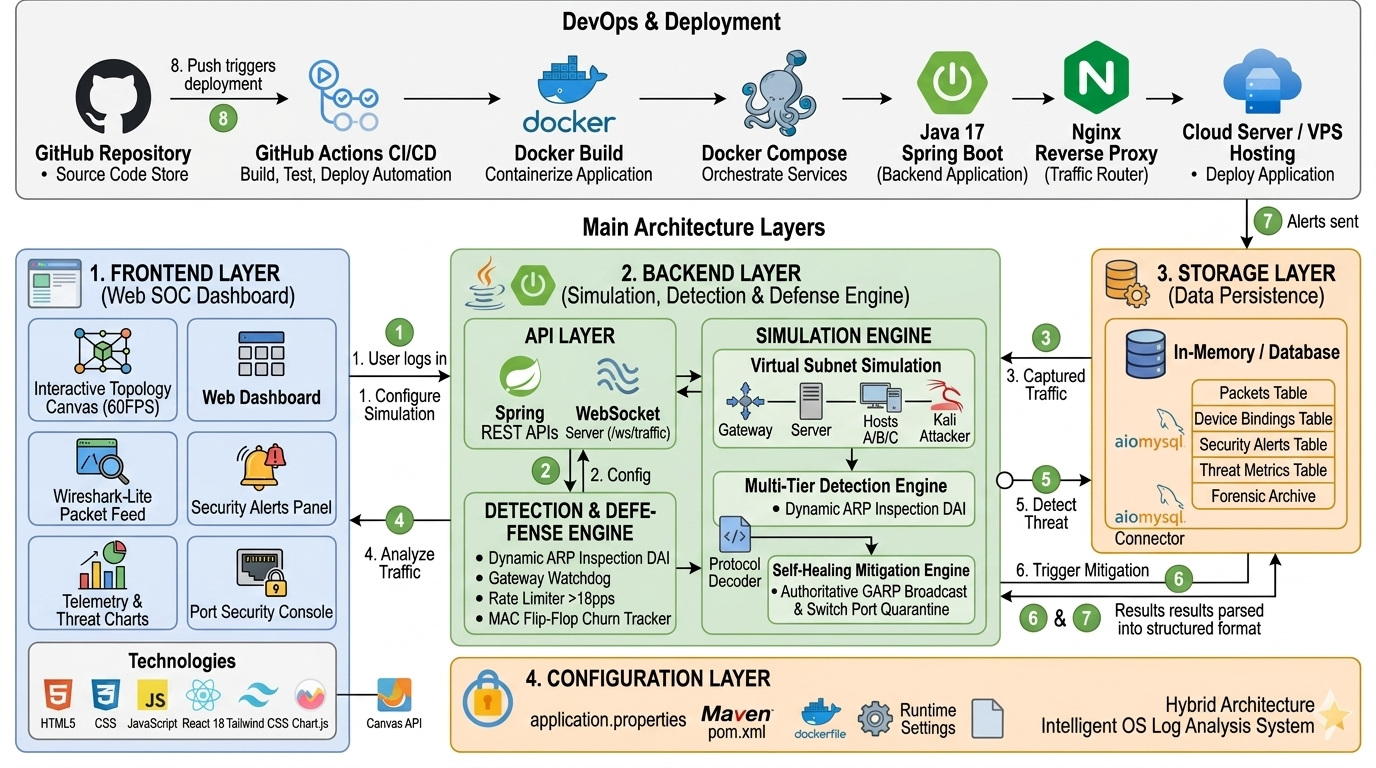 DevOps & Deployment
8. Push triggers
deployment
8
GitHub Repository
• Source Code Store
GitHub Actions CI/CD
Build, Test, Deploy Automation
docker
Docker Build
Containerize Application
Docker Compose
Orchestrate Services
Java 17
Spring Boot
(Backend Application)
N
Nginx
Reverse Proxy
(Traffic Router)
Cloud Server / VPS
Hosting
• Deploy Application
Main Architecture Layers
7 Alerts sent
1. FRONTEND LAYER
(Web SOC Dashboard)
Interactive Topology
Canvas (60FPS)
Web Dashboard
Wireshark-Lite
Packet Feed
Security Alerts Panel
Telemetry &
Threat Charts
Port Security Console
Technologies
5
3
JS
HTML5 CSS JavaScript React 18 Tailwind CSS Chart.js
Canvas API
1
1. User logs in
1. Configure
Simulation
4
4. Analyze
Traffic
2. BACKEND LAYER
(Simulation, Detection & Defense Engine)
API LAYER
Spring
REST APIs
WebSocket
Server (/ws/traffic)
2
2. Config
DETECTION & DEFE-
FENSE ENGINE
• Dynamic ARP Inspection DAI
• Gateway Watchdog
• Rate Limiter >18pps
• MAC Flip-Flop Churn Tracker
SIMULATION ENGINE
Virtual Subnet Simulation
Gateway
Server
Hosts
A/B/C
Kali
Attacker
Multi-Tier Detection Engine
• Dynamic ARP Inspection DAI
</>
Protocol
Decoder
Self-Healing Mitigation Engine
• Authoritative GARP Broadcast
& Switch Port Quarantine
3
3. Captured
Traffic
5
5. Detect
Threat
6. Trigger Mitigation
6
6 & 7
Results results parsed
into structured format
3. STORAGE LAYER
(Data Persistence)
In-Memory / Database
Packets Table
Device Bindings Table
Security Alerts Table
Threat Metrics Table
Forensic Archive
aiomysql
aiomysql
Connector
4. CONFIGURATION LAYER
application.properties
Maven
pom.xml
dockerfile
Runtime
Settings
Hybrid Architecture
Intelligent OS Log Analysis System